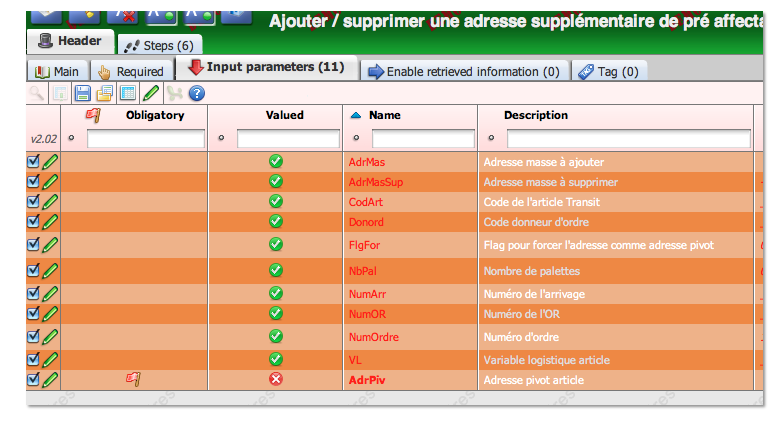 Ajouter / supprimer une adresse supplémentaire de pré affecta
Header
Steps (6)
Main
Required
Input parameters (11)
Enable retrieved information (0)
Tag (0)
Obligatory Valued Name Description
v2.02
AdrMas Adresse masse à ajouter
AdrMasSup Adresse masse à supprimer
CodArt Code de l'article Transit
Donord Code donneur d'ordre
FlgFor Flag pour forcer l'adresse comme adresse pivot
NbPal Nombre de palettes
NumArr Numéro de l'arrivage
NumOR Numéro de l'OR
NumOrdre Numéro d'ordre
VL Variable logistique article
AdrPiv Adresse pivot article